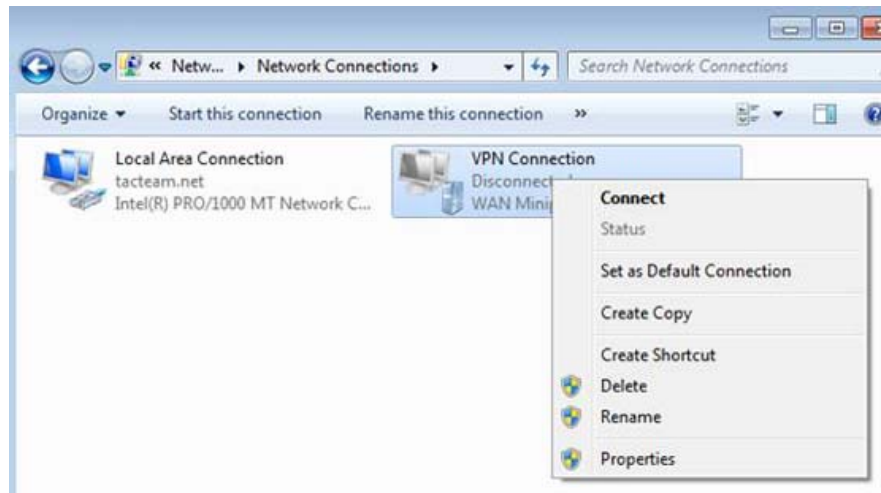 « Netw... ▸ Network Connections ▸
Search Network Connections
Organize ▾ Start this connection Rename this connection »
Local Area Connection
tacteam.net
Intel(R) PRO/1000 MT Network C...
VPN Connection
WAN
Connect
Status
Set as Default Connection
Create Copy
Create Shortcut
Delete
Rename
Properties